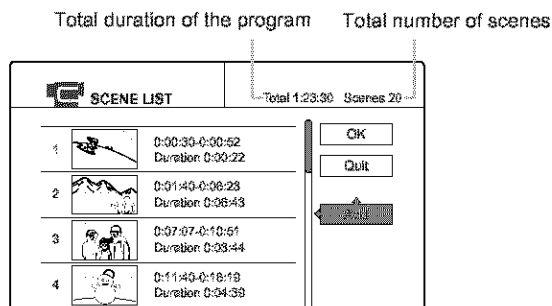 Total duration of the program Total number of scenes
SCENE LIST Total 1:23:30 Scenes 20
OK
1 0:00:30-0:00:52
Duration 0:00:22
Quit
2 0:01:40-0:08:23
Duration 0:06:43
Add
3 0:07:07-0:10:51
Duration 0:03:44
4 0:11:40-0:16:19
Duration 0:04:39